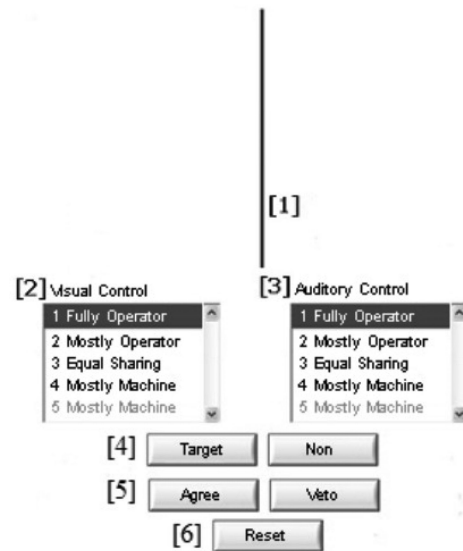 [1]
[2] Visual Control [3] Auditory Control
1 Fully Operator 1 Fully Operator
2 Mostly Operator 2 Mostly Operator
3 Equal Sharing 3 Equal Sharing
4 Mostly Machine 4 Mostly Machine
5 Mostly Machine 5 Mostly Machine
[4] Target Non
[5] Agree Veto
[6] Reset